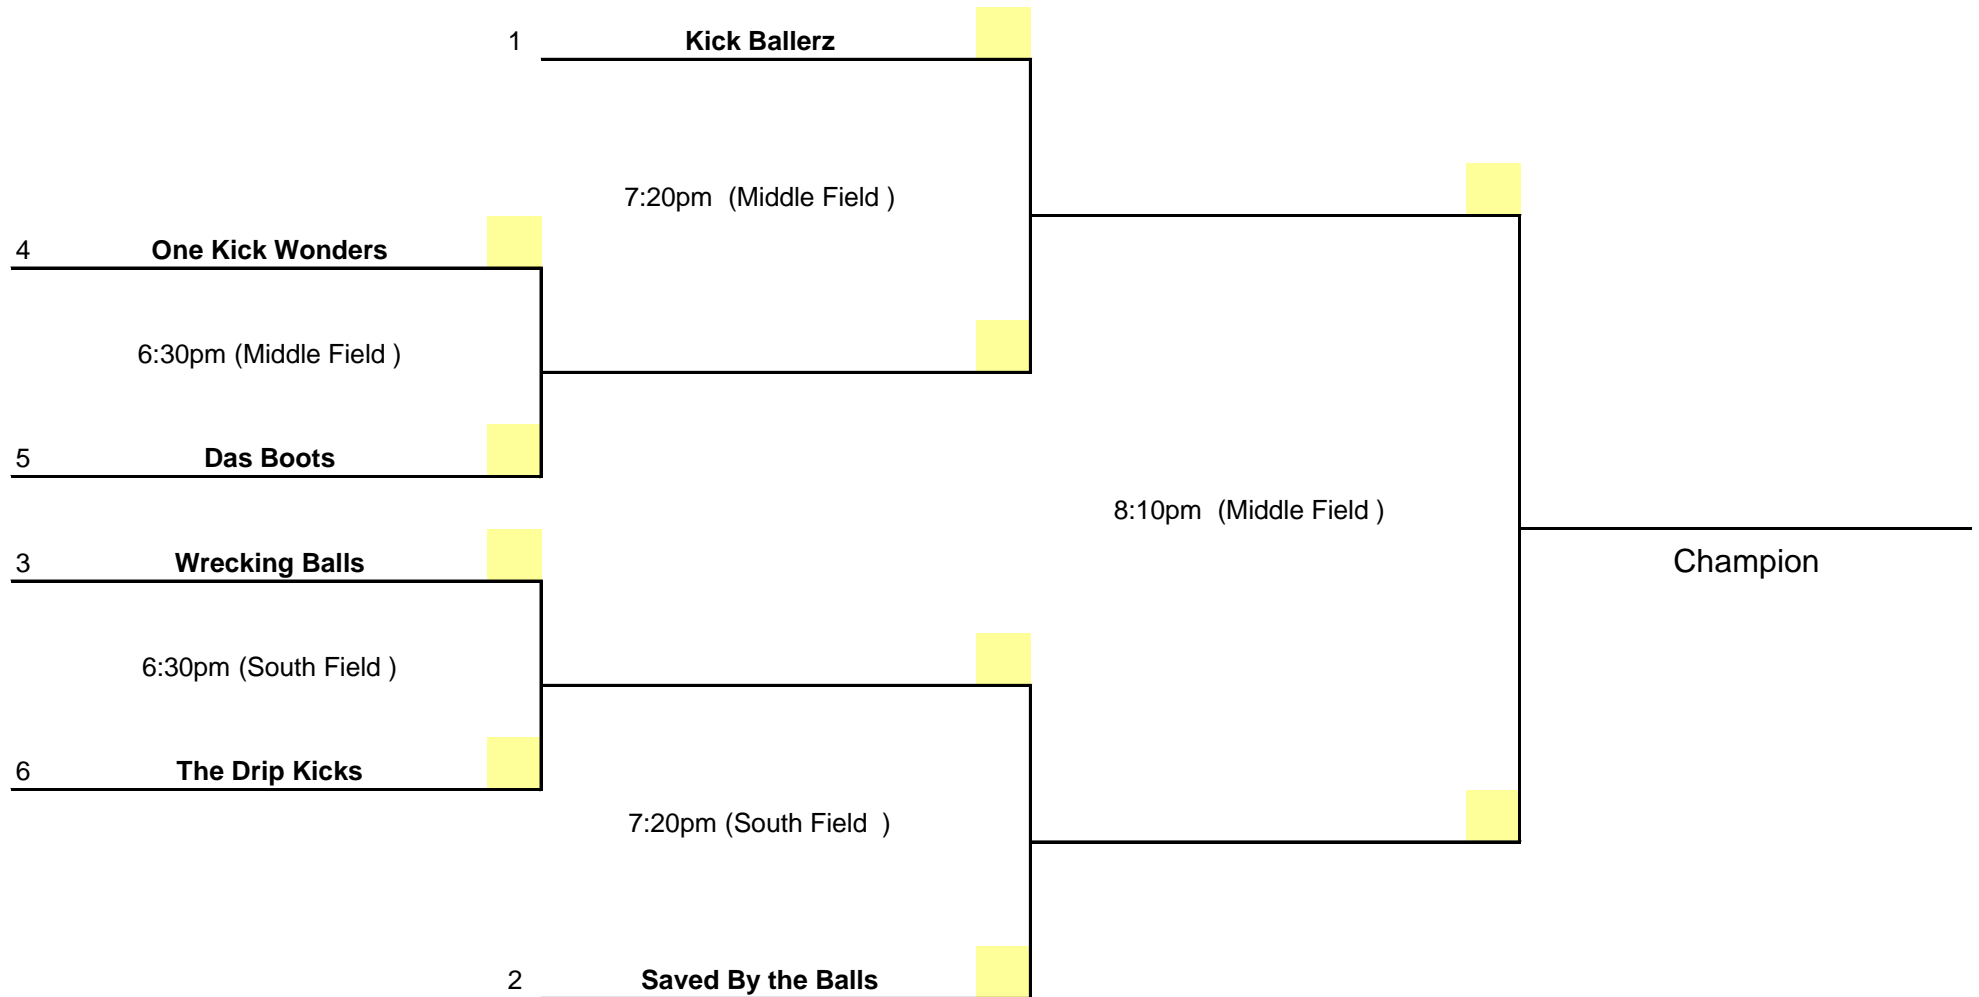 1 Kick Ballerz
7:20pm (Middle Field )
4 One Kick Wonders
6:30pm (Middle Field )
5 Das Boots
8:10pm (Middle Field )
3 Wrecking Balls
Champion
6:30pm (South Field )
6 The Drip Kicks
7:20pm (South Field )
2 Saved By the Balls